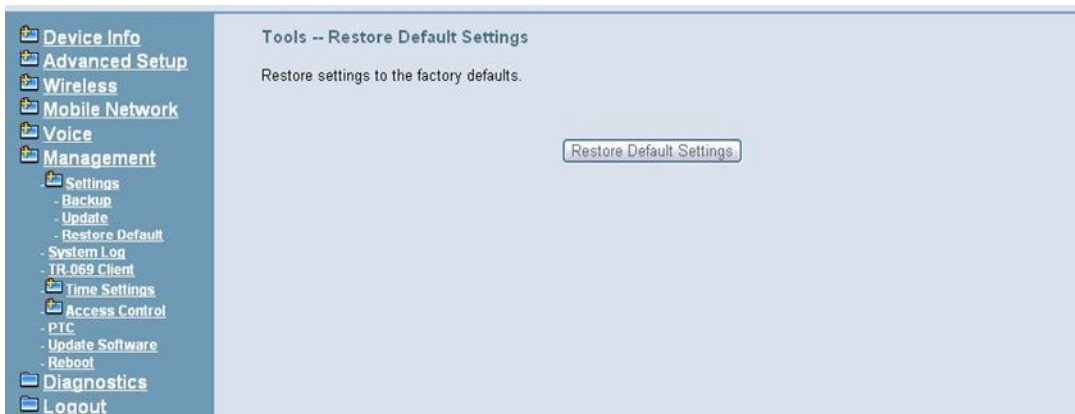 Device Info
Advanced Setup
Wireless
Mobile Network
Voice
Management
Settings
- Backup
- Update
- Restore Default
- System Log
- TR-069 Client
Time Settings
Access Control
- PTC
- Update Software
- Reboot
Diagnostics
Logout
Tools -- Restore Default Settings
Restore settings to the factory defaults.
Restore Default Settings